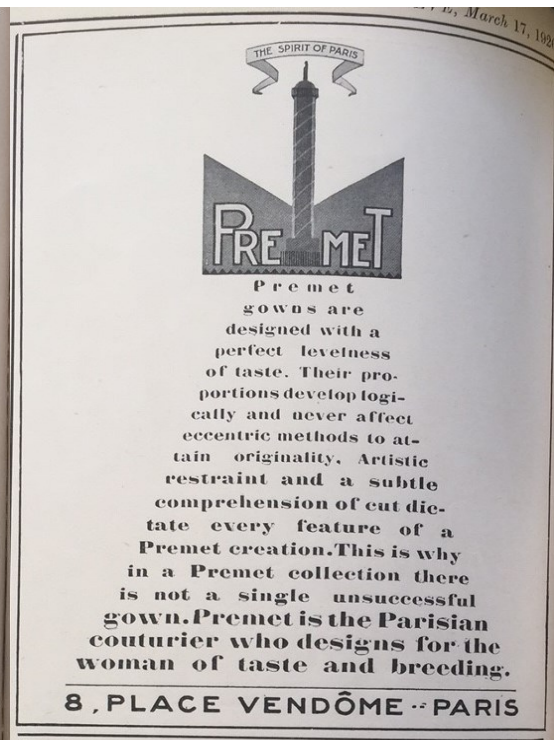 March 17, 192
THE SPIRIT OF PARIS
PREMET
Premet
gowns are
designed with a
perfect levelness
of taste. Their pro-
portions develop logi-
cally and never affect
eccentric methods to at-
tain originality. Artistic
restraint and a subtle
comprehension of cut dic-
tate every feature of a
Premet creation.This is why
in a Premet collection there
is not a single unsuccessful
gown.Premet is the Parisian
couturier who designs for the
woman of taste and breeding.
8, PLACE VENDÔME -- PARIS